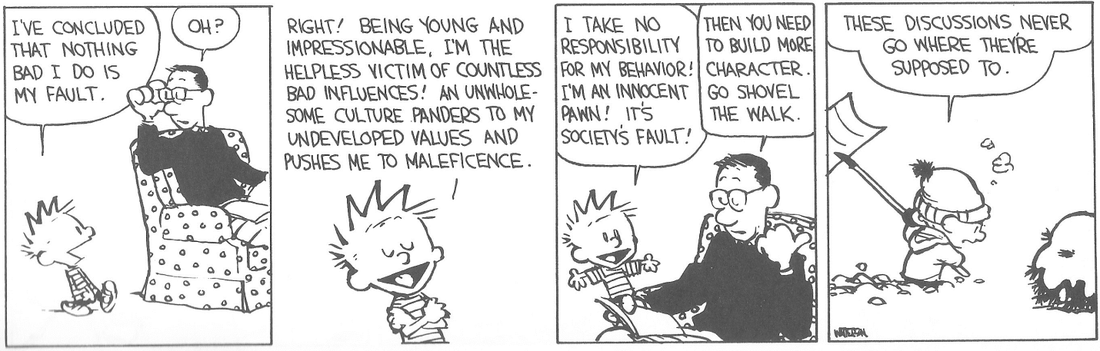 I'VE CONCLUDED
THAT NOTHING
BAD I DO IS
MY FAULT.
OH?
RIGHT! BEING YOUNG AND
IMPRESSIONABLE, I'M THE
HELPLESS VICTIM OF COUNTLESS
BAD INFLUENCES! AN UNWHOLE-
SOME CULTURE PANDERS TO MY
UNDEVELOPED VALUES AND
PUSHES ME TO MALEFICENCE.
I TAKE NO
RESPONSIBILITY
FOR MY BEHAVIOR!
I'M AN INNOCENT
PAWN! IT'S
SOCIETY'S FAULT!
THEN YOU NEED
TO BUILD MORE
CHARACTER.
GO SHOVEL
THE WALK.
THESE DISCUSSIONS NEVER
GO WHERE THEY'RE
SUPPOSED TO.
WATTERSON